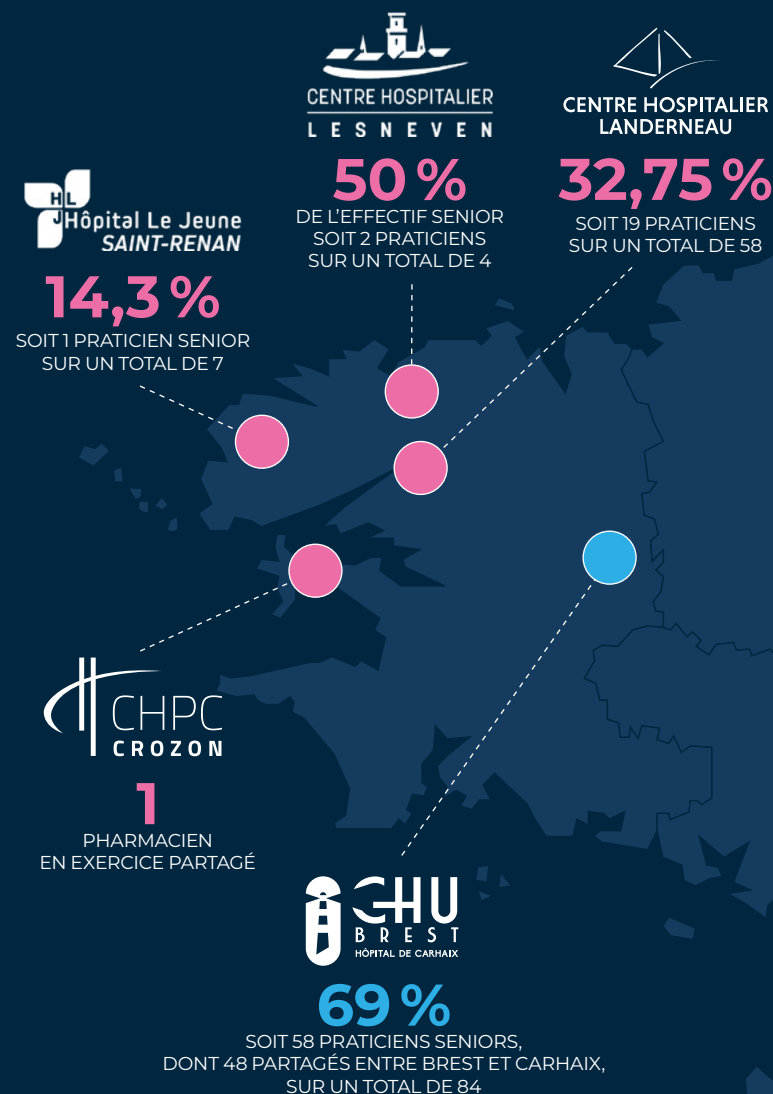 CENTRE HOSPITALIER
LESNEVEN
50 %
DE L'EFFECTIF SENIOR
SOIT 2 PRATICIENS
SUR UN TOTAL DE 4
CENTRE HOSPITALIER
LANDERNEAU
32,75 %
SOIT 19 PRATICIENS
SUR UN TOTAL DE 58
HLJ
Hôpital Le Jeune
SAINT-RENAN
14,3 %
SOIT 1 PRATICIEN SENIOR
SUR UN TOTAL DE 7
CHPC
CROZON
1
PHARMACIEN
EN EXERCICE PARTAGÉ
CHU
BREST
HÔPITAL DE CARHAIX
69 %
SOIT 58 PRATICIENS SENIORS,
DONT 48 PARTAGÉS ENTRE BREST ET CARHAIX,
SUR UN TOTAL DE 84